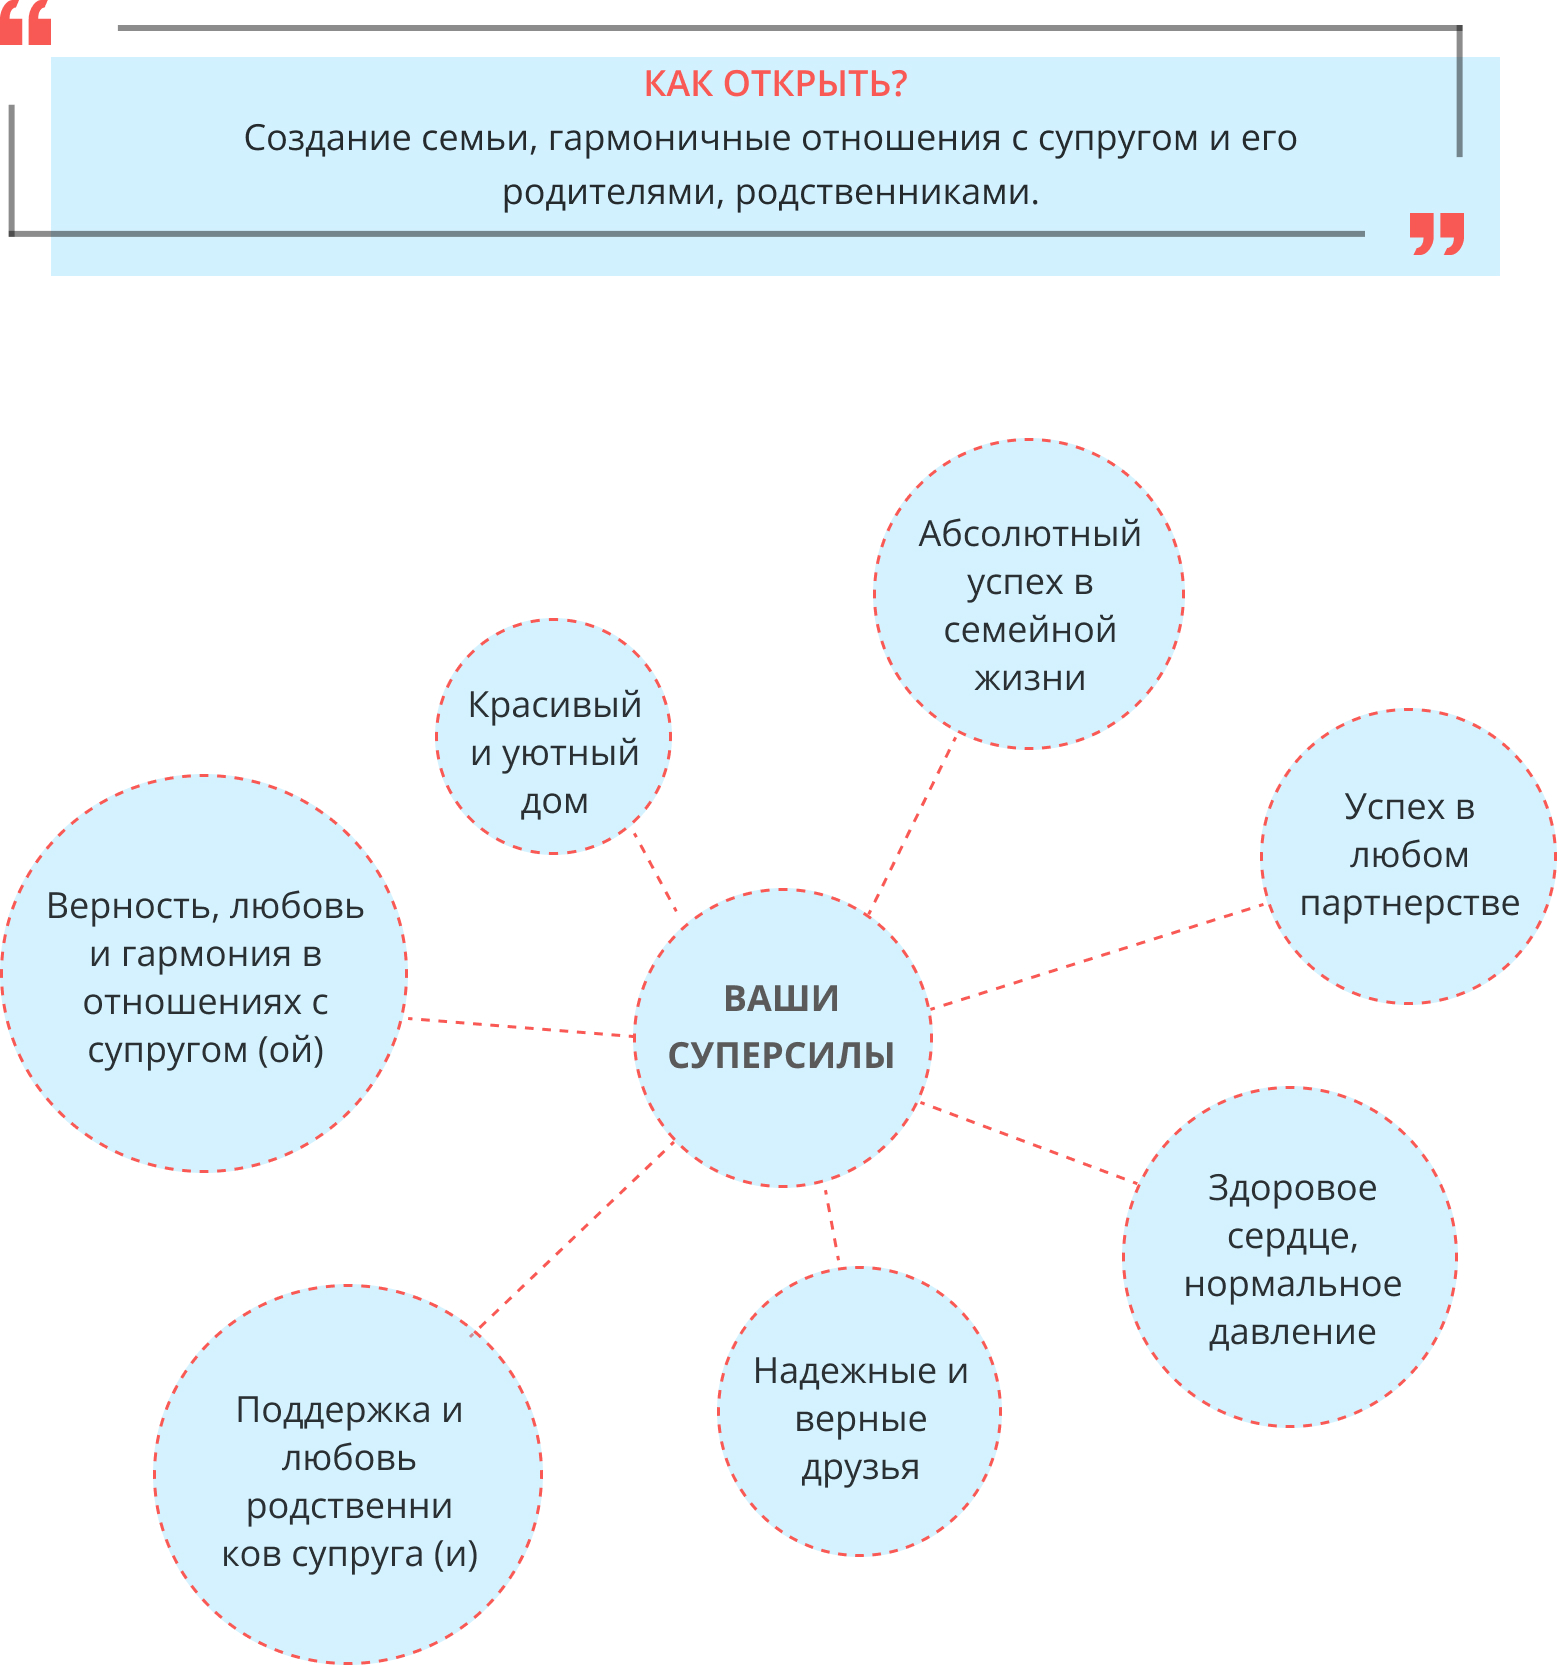 КАК ОТКРЫТЬ?
Создание семьи, гармоничные отношения с супругом и его
родителями, родственниками.
Абсолютный
успех в
семейной
жизни
Красивый
и уютный
дом
Успех в
любом
партнерстве
Верность, любовь
и гармония в
отношениях с
супругом (ой)
ВАШИ
СУПЕРСИЛЫ
Здоровое
сердце,
нормальное
давление
Надежные и
верные
друзья
Поддержка и
любовь
родственни
ков супруга (и)